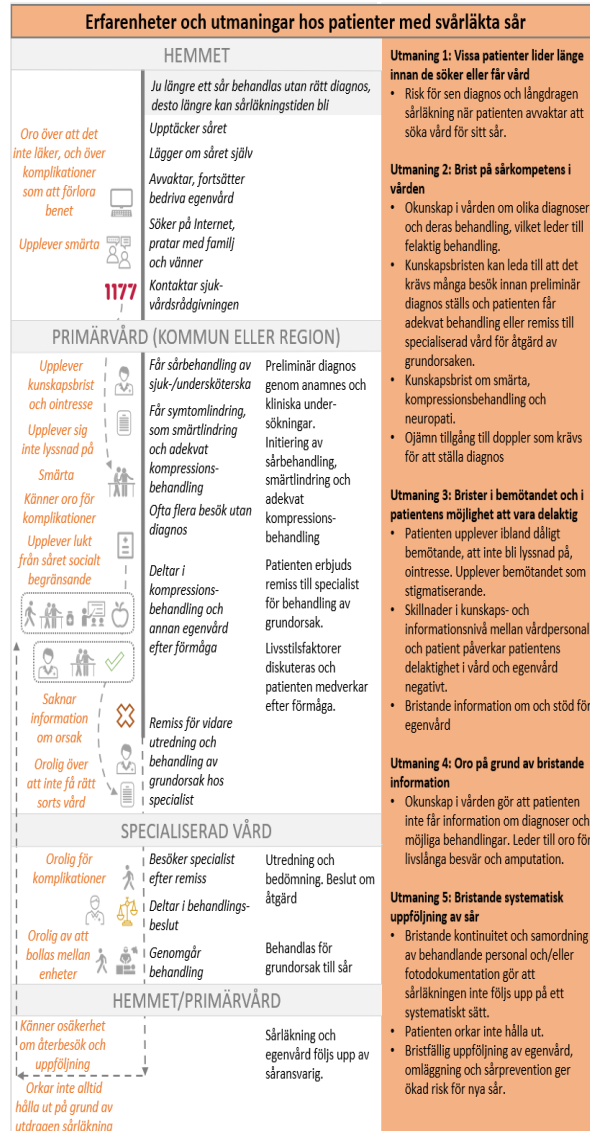 Erfarenheter och utmaningar hos patienter med svårläkta sår
HEMMET
Ju längre ett sår behandlas utan rätt diagnos,
desto längre kan sårläkningstiden bli
Oro över att det
inte läker, och över
komplikationer
som att förlora
benet
Upplever smärta
Upptäcker såret
Lägger om såret själv
Avvaktar, fortsätter
bedriva egenvård
Söker på Internet,
pratar med familj
och vänner
1177
Kontaktar sjuk-
vårdsrådgivningen
PRIMÄRVÅRD (KOMMUN ELLER REGION)
Upplever
kunskapsbrist
och ointresse
Upplever sig
inte lyssnad på
Smärta
Känner oro för
komplikationer
Upplever lukt
från såret socialt
begränsande
Saknar
information
om orsak
Orolig över
att inte få rätt
sorts vård
Får sårbehandling av
sjuk-/undersköterska
Får symtomlindring,
som smärtlindring
och adekvat
kompressions-
behandling
Ofta flera besök utan
diagnos
Deltar i
kompressions-
behandling och
annan egenvård
efter förmåga
Remiss för vidare
utredning och
behandling av
grundorsak hos
specialist
Preliminär diagnos
genom anamnes och
kliniska under-
sökningar.
Initiering av
sårbehandling,
smärtlindring och
adekvat
kompressions-
behandling
Patienten erbjuds
remiss till specialist
för behandling av
grundorsak.
Livsstilsfaktorer
diskuteras och
patienten medverkar
efter förmåga.
SPECIALISERAD VÅRD
Orolig för
komplikationer
Orolig av att
bollas mellan
enheter
Besöker specialist
efter remiss
Deltar i behandlings-
beslut
Genomgår
behandling
Utredning och
bedömning. Beslut om
åtgärd
Behandlas för
grundorsak till sår
HEMMET/PRIMÄRVÅRD
Känner osäkerhet
om återbesök och
uppföljning
Orkar inte alltid
hålla ut på grund av
utdragen sårläkning
Sårläkning och
egenvård följs upp av
såransvarig.
Utmaning 1: Vissa patienter lider länge
innan de söker eller får vård
• Risk för sen diagnos och långdragen
sårläkning när patienten avvaktar att
söka vård för sitt sår.
Utmaning 2: Brist på sårkompetens i
vården
• Okunskap i vården om olika diagnoser
och deras behandling, vilket leder till
felaktig behandling.
• Kunskapsbristen kan leda till att det
krävs många besök innan preliminär
diagnos ställs och patienten får
adekvat behandling eller remiss till
specialiserad vård för åtgärd av
grundorsaken.
• Kunskapsbrist om smärta,
kompressionsbehandling och
neuropati.
• Ojämn tillgång till doppler som krävs
för att ställa diagnos
Utmaning 3: Brister i bemötandet och i
patientens möjlighet att vara delaktig
• Patienten upplever ibland dåligt
bemötande, att inte bli lyssnad på,
ointresse. Upplever bemötandet som
stigmatiserande.
• Skillnader i kunskaps- och
informationsnivå mellan vårdpersonal
och patient påverkar patientens
delaktighet i vård och egenvård
negativt.
• Bristande information om och stöd för
egenvård
Utmaning 4: Oro på grund av bristande
information
• Okunskap i vården gör att patienten
inte får information om diagnoser och
möjliga behandlingar. Leder till oro för
livslånga besvär och amputation.
Utmaning 5: Bristande systematisk
uppföljning av sår
• Bristande kontinuitet och samordning
av behandlande personal och/eller
fotodokumentation gör att
sårläkningen inte följs upp på ett
systematiskt sätt.
• Patienten orkar inte hålla ut.
• Bristfällig uppföljning av egenvård,
omläggning och sårprevention ger
ökad risk för nya sår.